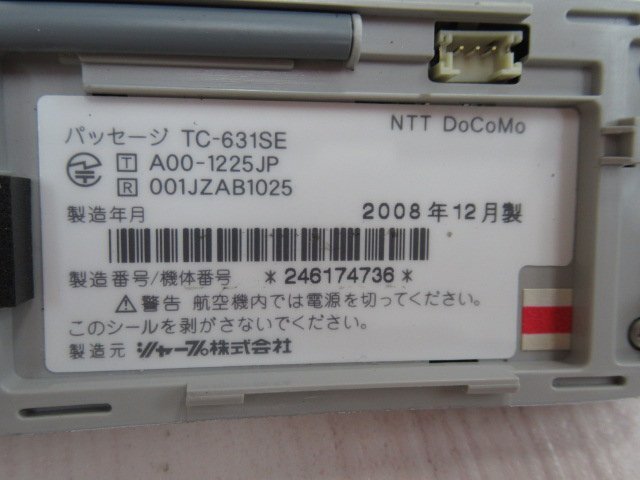 NTT DoCoMo
パッセージ TC-631SE
T A00-1225JP
R 001JZAB1025
製造年月 2008年12月製
製造番号/機体番号 *246174736*
警告 航空機内では電源を切ってください。
このシールを剥がさないでください。
製造元 シャープ株式会社